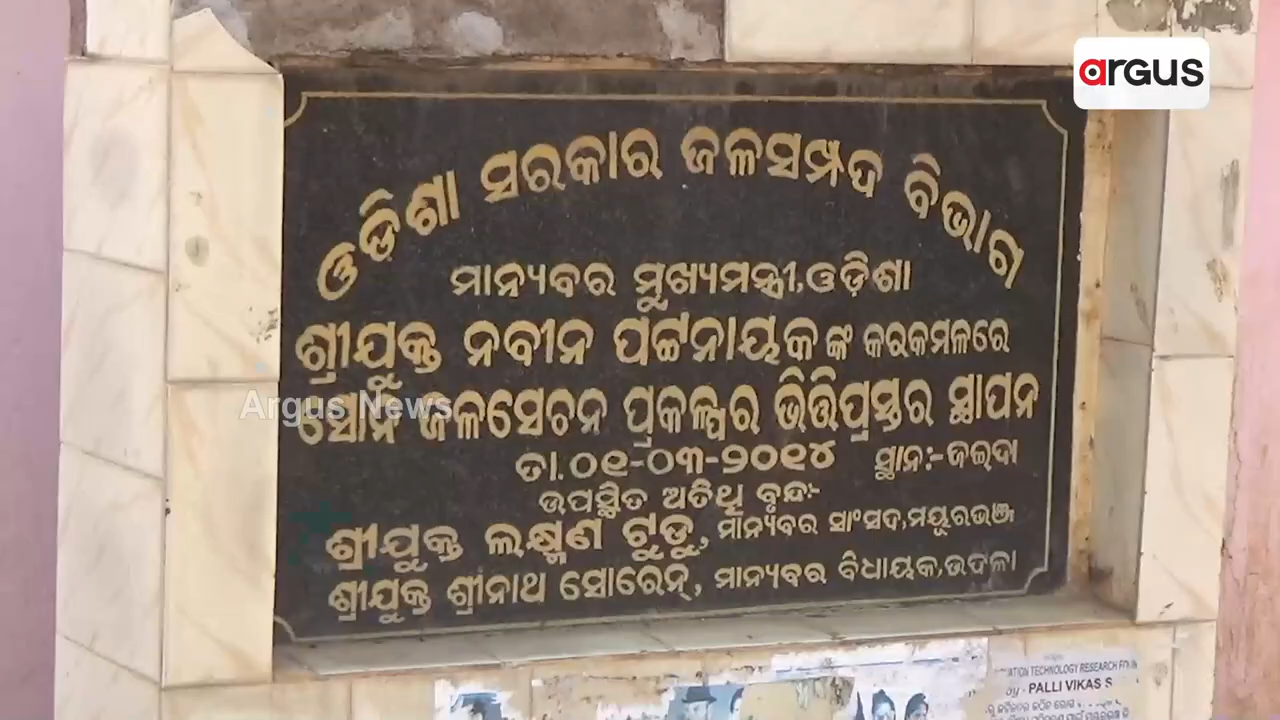 argus
ଓଡ଼ିଶା ସରକାର ଜଳସମ୍ପଦ ବିଭାଗ
ମାନ୍ୟବର ମୁଖ୍ୟମନ୍ତ୍ରୀ,ଓଡ଼ିଶା
ଶ୍ରୀଯୁକ୍ତ ନବୀନ ପଟ୍ଟନାୟକଙ୍କ କରକମଳରେ
ସୋନ ଜଳସେଚନ ପ୍ରକଳ୍ପର ଭିତ୍ତିପ୍ରସ୍ତର ସ୍ଥାପନ
Argus News
ତା.୦୧-୦୩-୨୦୧୪ ସ୍ଥାନ:-ଜଇଦା
ଉପସ୍ଥିତ ଅତିଥି ବୃନ୍ଦ:-
ଶ୍ରୀଯୁକ୍ତ ଲକ୍ଷ୍ମଣ ଟୁଡୁ, ମାନ୍ୟବର ସାଂସଦ,ମୟୂରଭଞ୍ଜ
ଶ୍ରୀଯୁକ୍ତ ଶ୍ରୀନାଥ ସୋରେନ୍, ମାନ୍ୟବର ବିଧାୟକ,ଉଦଳା
TECHNOLOGY RESEARCH
PALLI VIKAS S